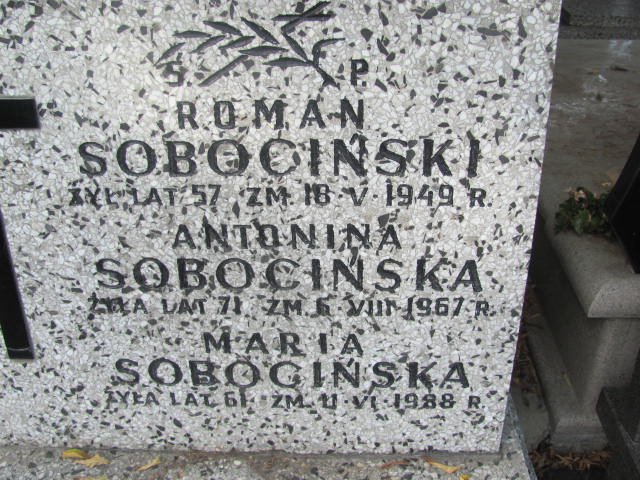 Ś P
ROMAN
SOBOCIŃSKI
ŻYŁ LAT 57 ZM. 18 V 1949 R.
ANTONINA
SOBOCIŃSKA
ŻYŁA LAT 71 ZM. 6 VIII 1967 R.
MARIA
SOBOCIŃSKA
ŻYŁA LAT 61 ZM. 11 VI 1988 R.